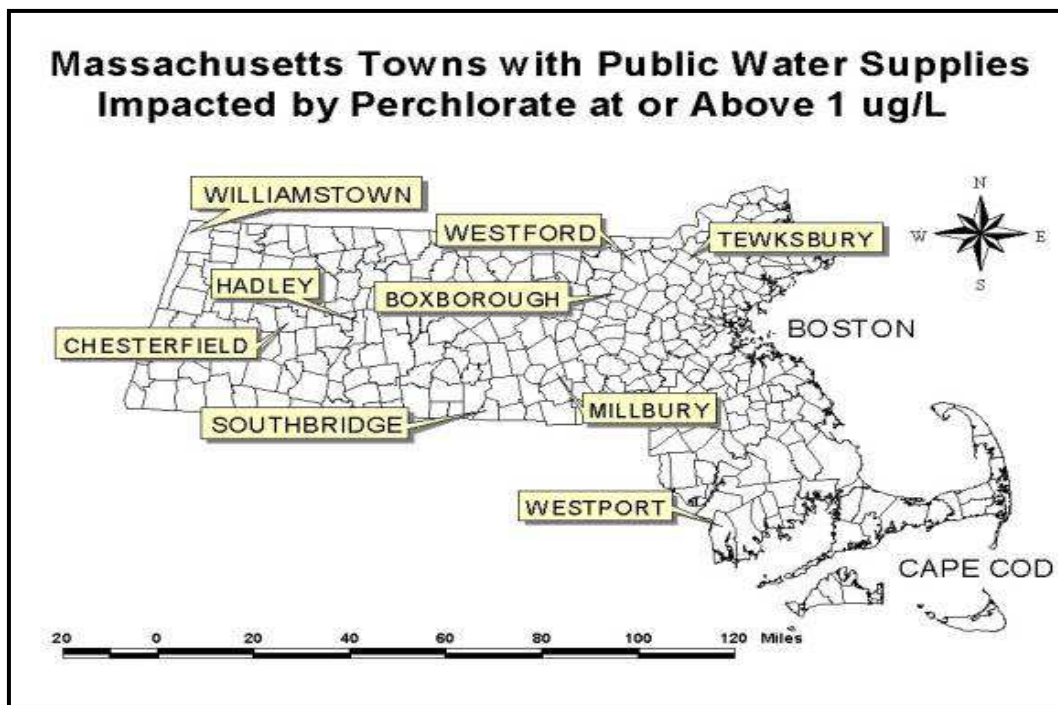 Massachusetts Towns with Public Water Supplies
Impacted by Perchlorate at or Above 1 ug/L
WILLIAMSTOWN
N
WESTFORD
TEWKSBURY
W
E
HADLEY
S
BOXBOROUGH
BOSTON
CHESTERFIELD
SOUTHBRIDGE
MILLBURY
WESTPORT
CAPE COD
20 0 20 40 60 80 100 120 Miles